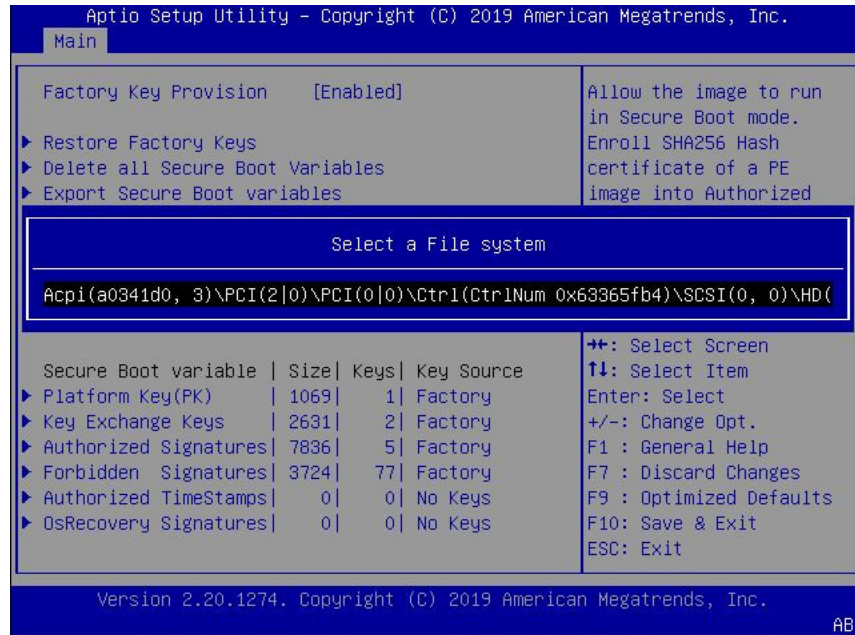 Aptio Setup Utility – Copyright (C) 2019 American Megatrends, Inc.
Main
Factory Key Provision [Enabled]
▶ Restore Factory Keys
▶ Delete all Secure Boot Variables
▶ Export Secure Boot variables
Allow the image to run
in Secure Boot mode.
Enroll SHA256 Hash
certificate of a PE
image into Authorized
Select a File system
Acpi(a0341d0, 3)\PCI(2|0)\PCI(0|0)\Ctrl(CtrlNum 0x63365fb4)\SCSI(0, 0)\HD(
Secure Boot variable | Size| Keys| Key Source
▶ Platform Key(PK) | 1069| 1| Factory
▶ Key Exchange Keys | 2631| 2| Factory
▶ Authorized Signatures| 7836| 5| Factory
▶ Forbidden Signatures| 3724| 77| Factory
▶ Authorized TimeStamps| 0| 0| No Keys
▶ OsRecovery Signatures| 0| 0| No Keys
→←: Select Screen
↑↓: Select Item
Enter: Select
+/-: Change Opt.
F1 : General Help
F7 : Discard Changes
F9 : Optimized Defaults
F10: Save & Exit
ESC: Exit
Version 2.20.1274. Copyright (C) 2019 American Megatrends, Inc.
AB